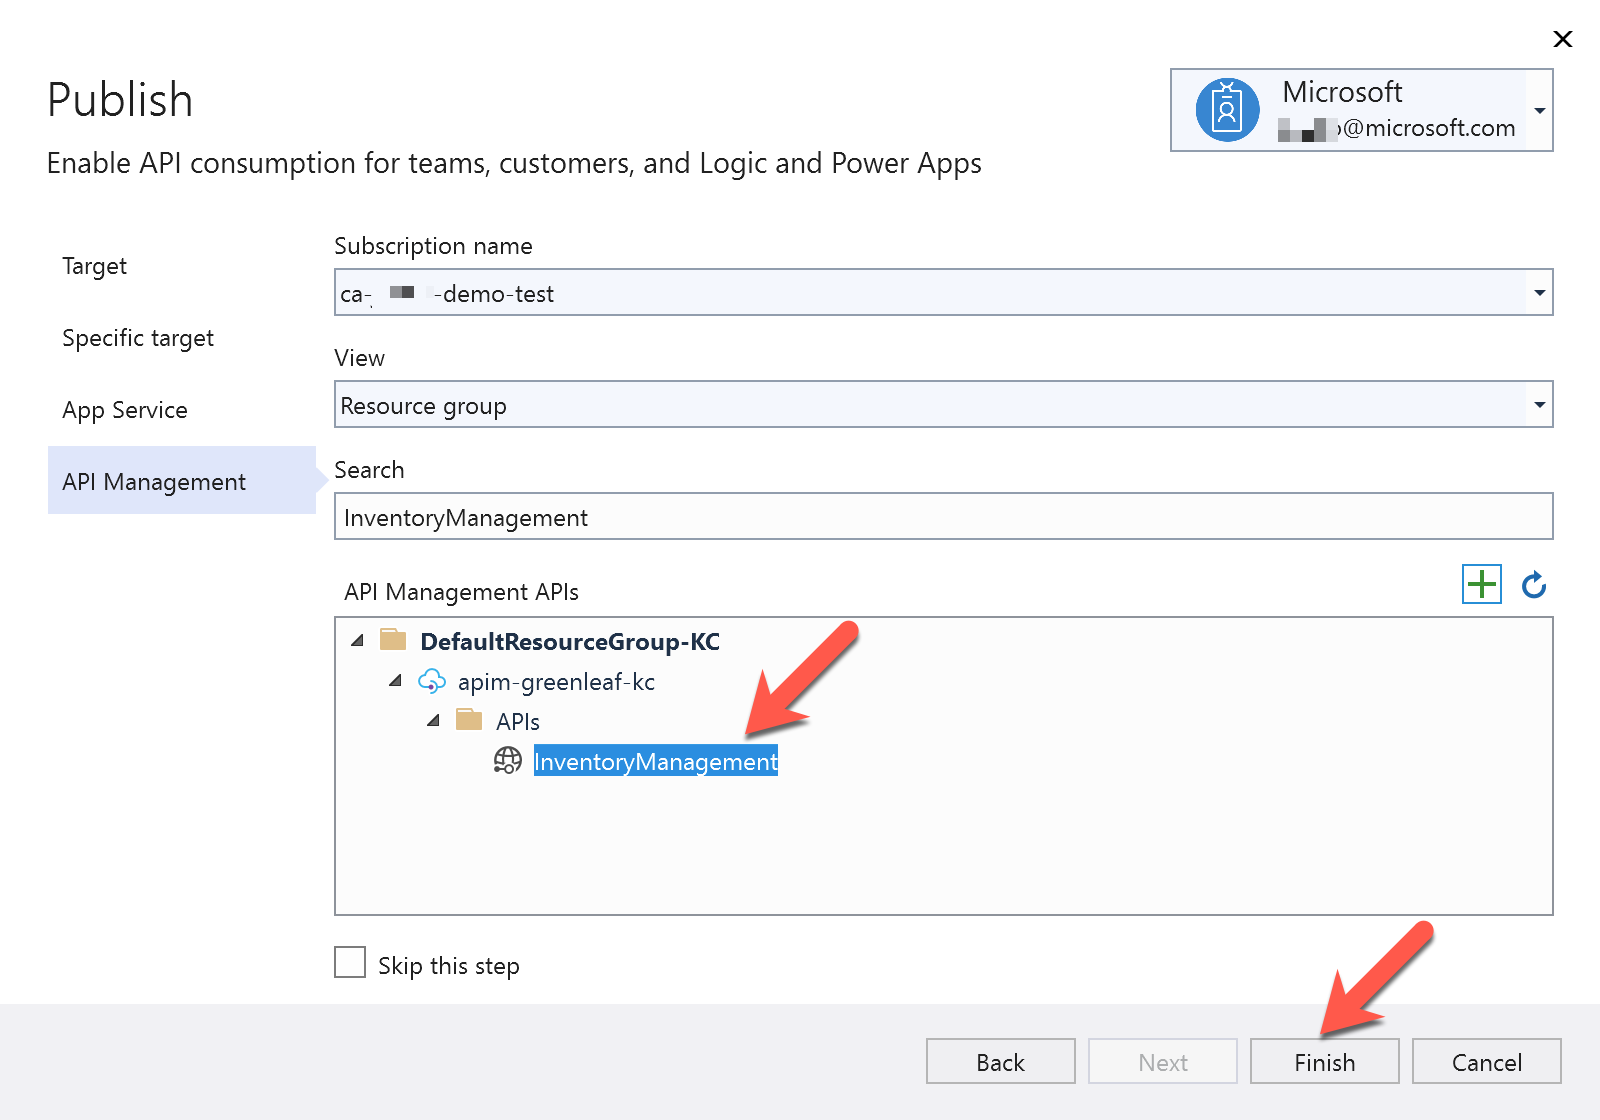 Publish
Enable API consumption for teams, customers, and Logic and Power Apps
Microsoft
@microsoft.com
Target
Specific target
App Service
API Management
Subscription name
ca- -demo-test
View
Resource group
Search
InventoryManagement
API Management APIs
DefaultResourceGroup-KC
apim-greenleaf-kc
APIs
InventoryManagement
Skip this step
Back
Next
Finish
Cancel